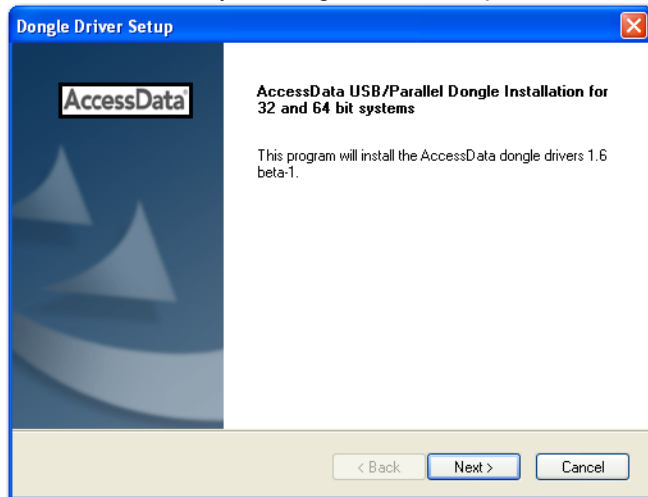 Dongle Driver Setup
AccessData
AccessData USB/Parallel Dongle Installation for
32 and 64 bit systems
This program will install the AccessData dongle drivers 1.6
beta-1.
< Back
Next >
Cancel